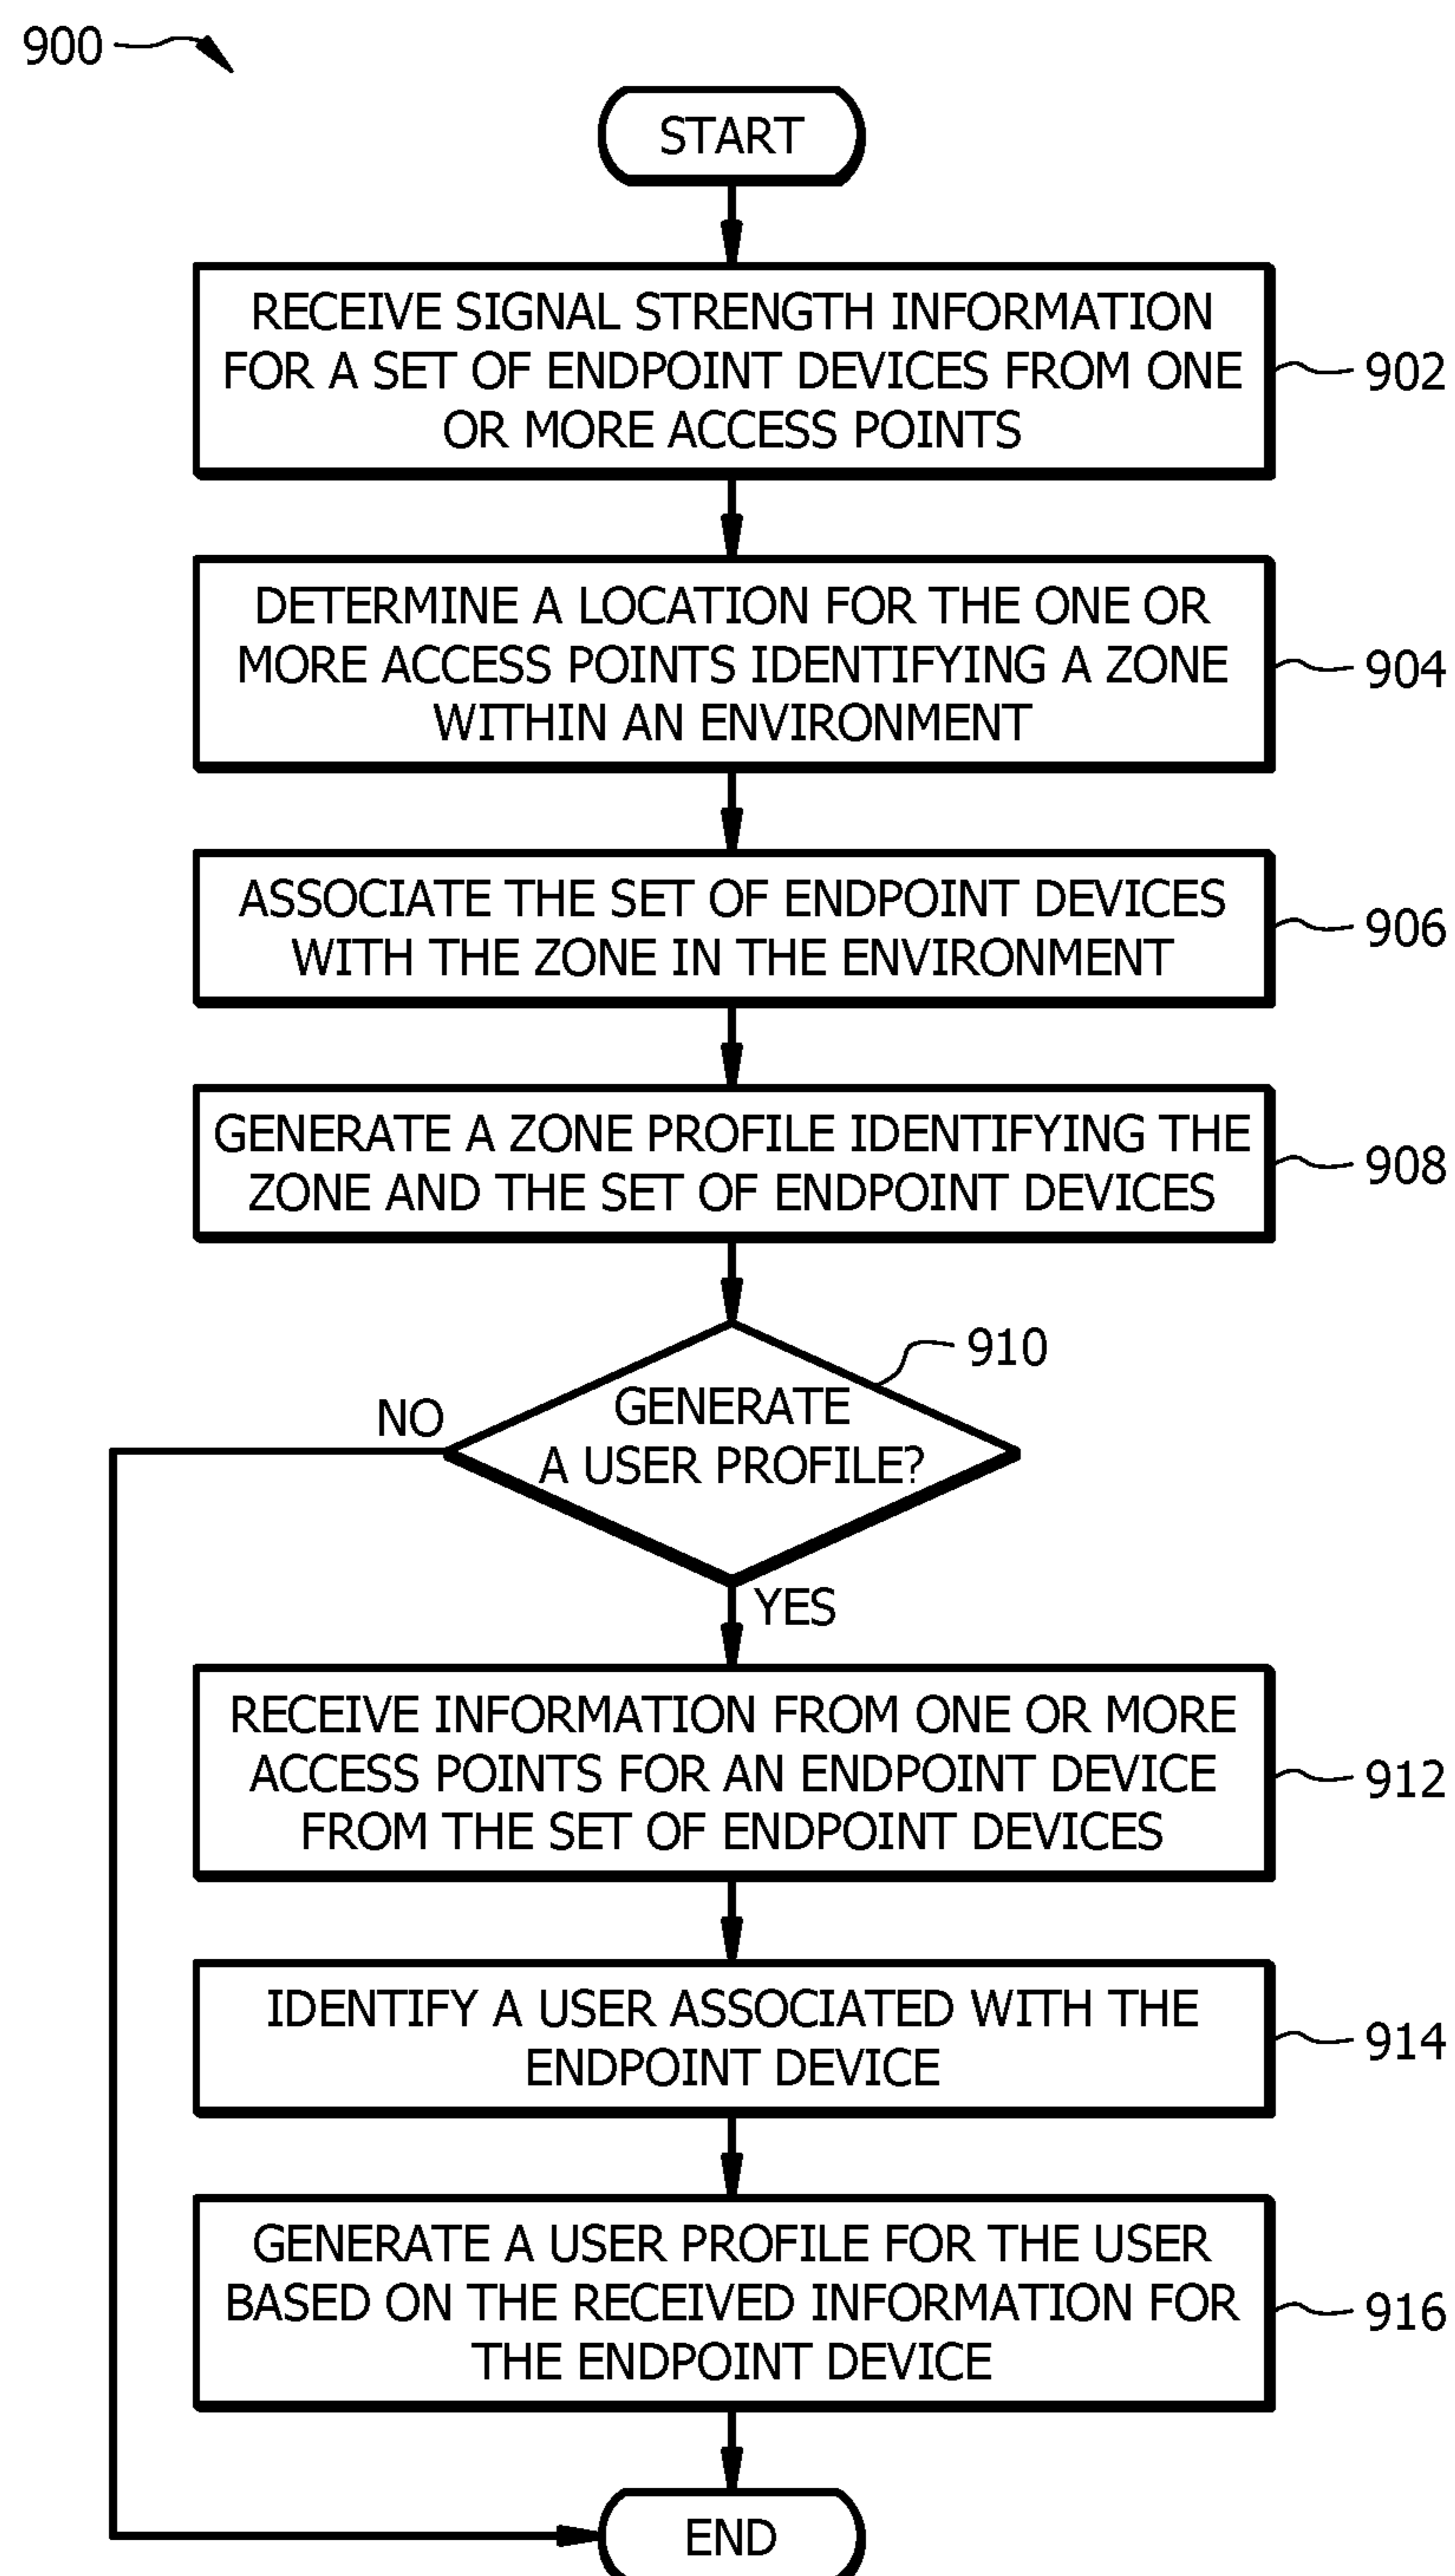 900
START
RECEIVE SIGNAL STRENGTH INFORMATION
FOR A SET OF ENDPOINT DEVICES FROM ONE
OR MORE ACCESS POINTS
902
DETERMINE A LOCATION FOR THE ONE OR
MORE ACCESS POINTS IDENTIFYING A ZONE
WITHIN AN ENVIRONMENT
904
ASSOCIATE THE SET OF ENDPOINT DEVICES
WITH THE ZONE IN THE ENVIRONMENT
906
GENERATE A ZONE PROFILE IDENTIFYING THE
ZONE AND THE SET OF ENDPOINT DEVICES
908
910
GENERATE
A USER PROFILE?
NO
YES
RECEIVE INFORMATION FROM ONE OR MORE
ACCESS POINTS FOR AN ENDPOINT DEVICE
FROM THE SET OF ENDPOINT DEVICES
912
IDENTIFY A USER ASSOCIATED WITH THE
ENDPOINT DEVICE
914
GENERATE A USER PROFILE FOR THE USER
BASED ON THE RECEIVED INFORMATION FOR
THE ENDPOINT DEVICE
916
END